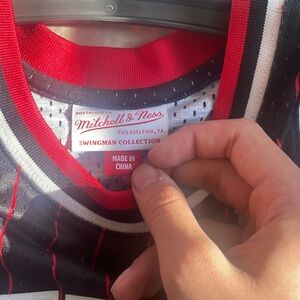 Mitchell & Ness
PHILADELPHIA, PA.
SWINGMAN COLLECTION
MADE IN
CHINA